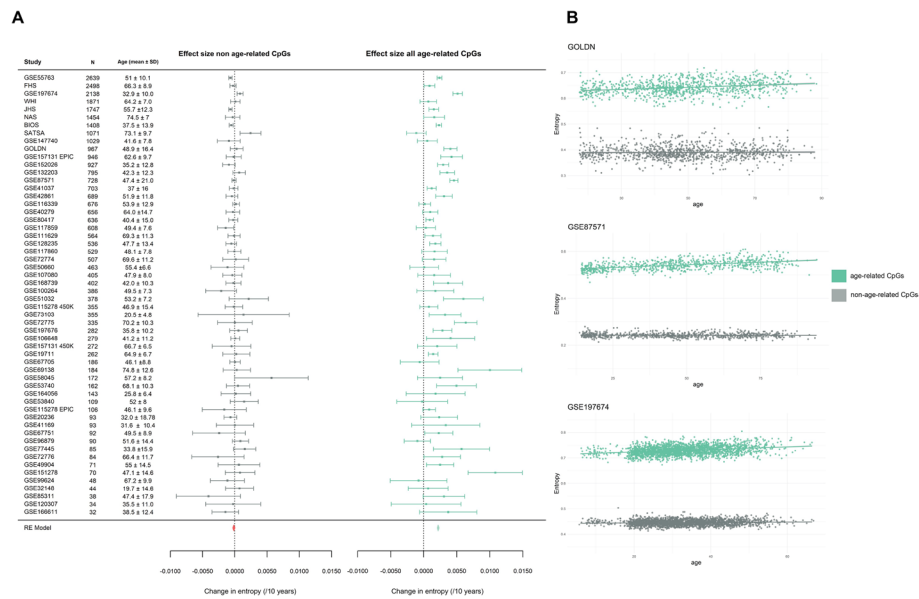 A
B
Effect size non age-related CpGs
Effect size all age-related CpGs
Study N Age (mean ± SD)
GSE55763 2639 51 ± 10.1
FHS 2498 66.3 ± 8.9
GSE197674 2138 32.9 ± 10.0
WHI 1871 64.2 ± 7.0
JHS 1747 55.7 ± 12.3
NAS 1454 74.5 ± 7
BIOS 1408 37.5 ± 13.9
SATSA 1071 73.1 ± 9.7
GSE147740 1029 41.6 ± 7.8
GOLDN 967 48.9 ± 16.4
GSE157131 EPIC 946 62.6 ± 9.7
GSE152026 927 35.2 ± 12.8
GSE132203 795 42.3 ± 12.3
GSE87571 728 47.4 ± 21.0
GSE41037 703 37 ± 16
GSE42861 689 51.9 ± 11.8
GSE116339 676 53.9 ± 12.9
GSE40279 656 64.0 ± 14.7
GSE80417 636 40.4 ± 15.0
GSE117859 608 49.4 ± 7.6
GSE111629 564 69.3 ± 11.3
GSE128235 536 47.7 ± 13.4
GSE117860 529 48.1 ± 7.8
GSE72774 507 69.6 ± 11.2
GSE50660 463 55.4 ±6.6
GSE107080 405 47.9 ± 8.0
GSE168739 402 42.0 ± 10.3
GSE100264 386 49.5 ± 7.3
GSE51032 378 53.2 ± 7.2
GSE115278 450K 355 46.9 ± 15.4
GSE73103 355 20.5 ± 4.8
GSE72775 335 70.2 ± 10.3
GSE197676 282 35.8 ± 10.2
GSE106648 279 41.2 ± 11.2
GSE157131 450K 272 66.7 ± 6.5
GSE19711 262 64.9 ± 6.7
GSE67705 186 46.1 ±8.8
GSE69138 184 74.8 ± 12.6
GSE58045 172 57.2 ± 8.2
GSE53740 162 68.1 ± 10.3
GSE164056 143 25.8 ± 6.4
GSE53840 109 52 ± 8
GSE115278 EPIC 106 46.1 ± 9.6
GSE20236 93 32.0 ± 18.78
GSE41169 93 31.6 ± 10.4
GSE67751 92 49.5 ± 8.9
GSE96879 90 51.6 ± 14.4
GSE77445 85 33.8 ±15.9
GSE72776 84 66.4 ± 11.7
GSE49904 71 55 ± 14.5
GSE151278 70 47.1 ± 14.6
GSE99624 48 67.2 ± 9.9
GSE32148 44 19.7 ± 14.6
GSE85311 38 47.4 ± 17.9
GSE120307 34 35.5 ± 11.0
GSE166611 32 38.5 ± 12.4
RE Model
-0.0100 0.0000 0.0050 0.0100 0.0150
-0.0100 0.0000 0.0050 0.0100 0.0150
Change in entropy (/10 years)
Change in entropy (/10 years)
GOLDN
Entropy
age
GSE87571
Entropy
age
GSE197674
Entropy
age
age-related CpGs
non-age-related CpGs